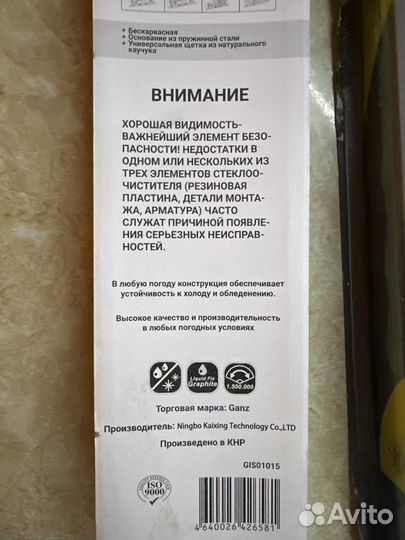 • Бескаркасная
• Основание из пружинной стали
• Универсальная щетка из натурального
каучука
ВНИМАНИЕ
ХОРОШАЯ ВИДИМОСТЬ-
ВАЖНЕЙШИЙ ЭЛЕМЕНТ БЕЗО-
ПАСНОСТИ! НЕДОСТАТКИ В
ОДНОМ ИЛИ НЕСКОЛЬКИХ ИЗ
ТРЕХ ЭЛЕМЕНТОВ СТЕКЛОО-
ЧИСТИТЕЛЯ (РЕЗИНОВАЯ
ПЛАСТИНА, ДЕТАЛИ МОНТА-
ЖА, АРМАТУРА) ЧАСТО
СЛУЖАТ ПРИЧИНОЙ ПОЯВЛЕ-
НИЯ СЕРЬЕЗНЫХ НЕИСПРАВ-
НОСТЕЙ.
В любую погоду конструкция обеспечивает
устойчивость к холоду и обледенению.
Высокое качество и производительность
в любых погодных условиях
Liquid Fix
Graphite
1.500.000
Торговая марка: Ganz
Производитель: Ningbo Kaixing Technology Co.,LTD
Произведено в КНР
GIS01015
ISO
9000
4 640026 426581
Avito